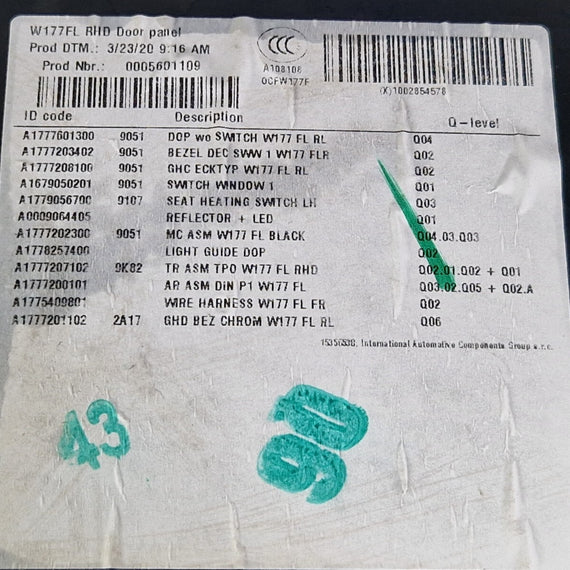 W177FL RHD Door panel
Prod DTM.: 3/23/20 9:16 AM
Prod Nbr.: 0005601109
CCC
A108108
OCFW177F
(X)1002854578
ID code Description Q-level
A1777601300 9051 DOP wo SWITCH W177 FL RL Q04
A1777203402 9051 BEZEL DEC SWW 1 W177 FLR Q02
A1777208100 9051 GHC ECKTYP W177 FL RL Q02
A1679050201 9051 SWITCH WINDOW 1 Q01
A1779056700 9107 SEAT HEATING SWITCH LH Q03
A0009064405 REFLECTOR + LED Q01
A1777202300 9051 MC ASM W177 FL BLACK Q04.03.Q03
A1778257400 LIGHT GUIDE DOP Q02
A1777207102 9K82 TR ASM TPO W177 FL RHD Q02.01.Q02 + Q01
A1777200101 AR ASM DiN P1 W177 FL Q03.02.Q05 + Q02.A
A1775409801 WIRE HARNESS W177 FL FR Q02
A1777201102 2A17 GHD BEZ CHROM W177 FL RL Q06
International Automotive Components Group s.r.o.
43
90